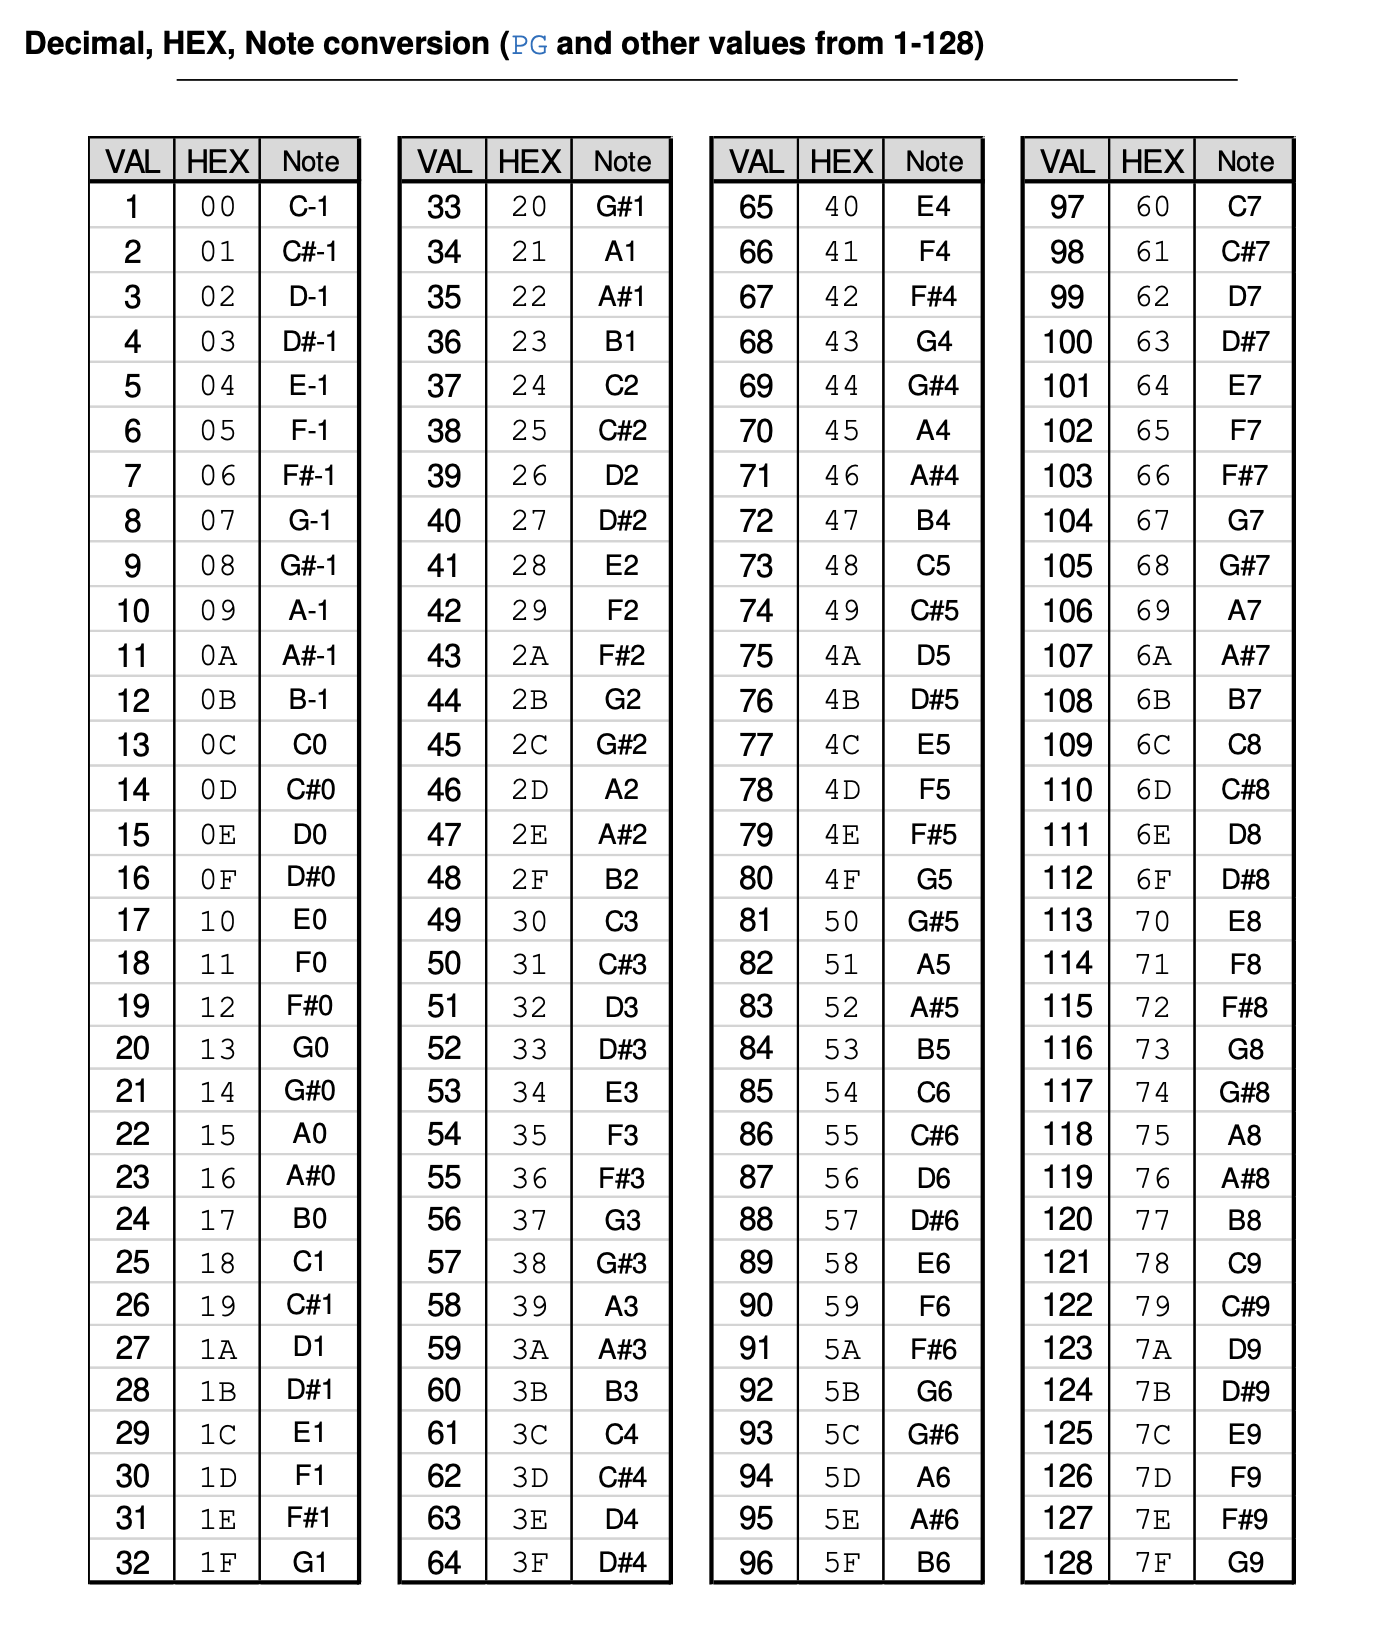 Decimal, HEX, Note conversion (PG and other values from 1-128)
VAL HEX Note VAL HEX Note VAL HEX Note VAL HEX Note
1 00 C-1 33 20 G#1 65 40 E4 97 60 C7
2 01 C#-1 34 21 A1 66 41 F4 98 61 C#7
3 02 D-1 35 22 A#1 67 42 F#4 99 62 D7
4 03 D#-1 36 23 B1 68 43 G4 100 63 D#7
5 04 E-1 37 24 C2 69 44 G#4 101 64 E7
6 05 F-1 38 25 C#2 70 45 A4 102 65 F7
7 06 F#-1 39 26 D2 71 46 A#4 103 66 F#7
8 07 G-1 40 27 D#2 72 47 B4 104 67 G7
9 08 G#-1 41 28 E2 73 48 C5 105 68 G#7
10 09 A-1 42 29 F2 74 49 C#5 106 69 A7
11 0A A#-1 43 2A F#2 75 4A D5 107 6A A#7
12 0B B-1 44 2B G2 76 4B D#5 108 6B B7
13 0C C0 45 2C G#2 77 4C E5 109 6C C8
14 0D C#0 46 2D A2 78 4D F5 110 6D C#8
15 0E D0 47 2E A#2 79 4E F#5 111 6E D8
16 0F D#0 48 2F B2 80 4F G5 112 6F D#8
17 10 E0 49 30 C3 81 50 G#5 113 70 E8
18 11 F0 50 31 C#3 82 51 A5 114 71 F8
19 12 F#0 51 32 D3 83 52 A#5 115 72 F#8
20 13 G0 52 33 D#3 84 53 B5 116 73 G8
21 14 G#0 53 34 E3 85 54 C6 117 74 G#8
22 15 A0 54 35 F3 86 55 C#6 118 75 A8
23 16 A#0 55 36 F#3 87 56 D6 119 76 A#8
24 17 B0 56 37 G3 88 57 D#6 120 77 B8
25 18 C1 57 38 G#3 89 58 E6 121 78 C9
26 19 C#1 58 39 A3 90 59 F6 122 79 C#9
27 1A D1 59 3A A#3 91 5A F#6 123 7A D9
28 1B D#1 60 3B B3 92 5B G6 124 7B D#9
29 1C E1 61 3C C4 93 5C G#6 125 7C E9
30 1D F1 62 3D C#4 94 5D A6 126 7D F9
31 1E F#1 63 3E D4 95 5E A#6 127 7E F#9
32 1F G1 64 3F D#4 96 5F B6 128 7F G9